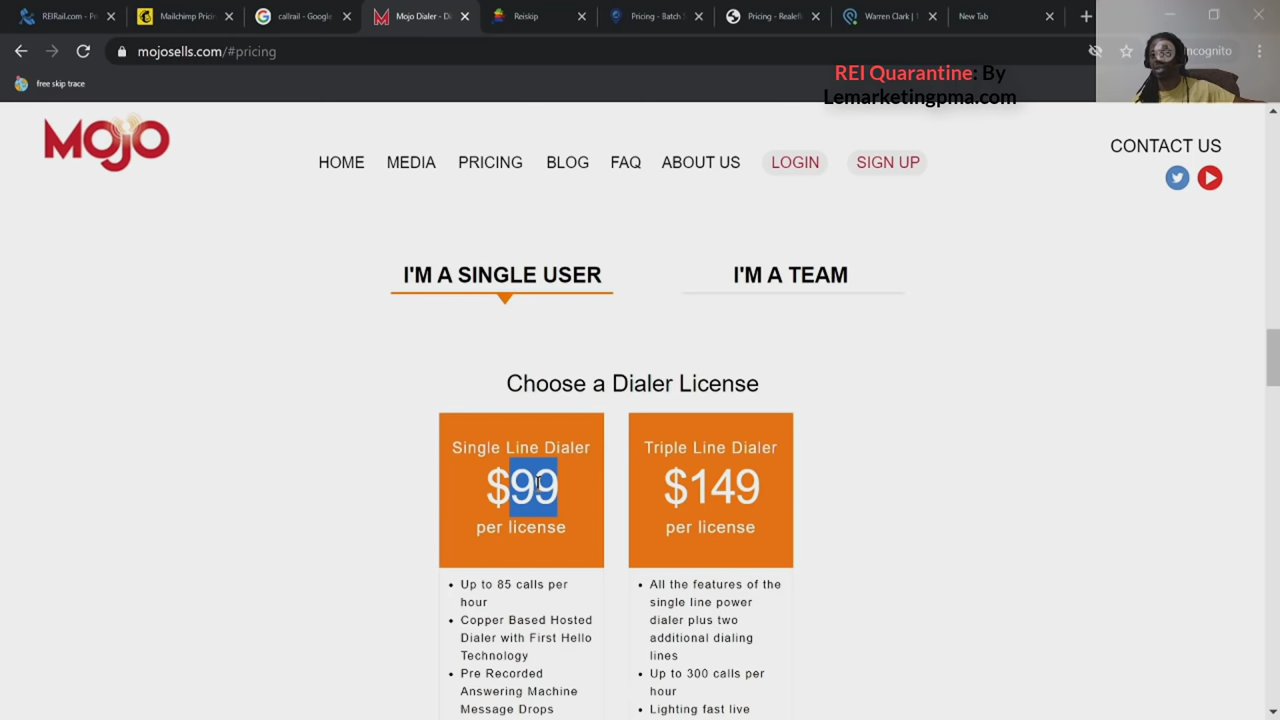 REIRail.com - Pr
Mailchimp Pricin
callrail - Google
Mojo Dialer - Di
Reiskip
Pricing - Batch S
Pricing - Realefl
Warren Clark | T
New Tab
mojosells.com/#pricing
Incognito
free skip trace
REI Quarantine: By
Lemarketingpma.com
MOJO
HOME MEDIA PRICING BLOG FAQ ABOUT US LOGIN SIGN UP
CONTACT US
I'M A SINGLE USER
I'M A TEAM
Choose a Dialer License
Single Line Dialer
$99
per license
• Up to 85 calls per
hour
• Copper Based Hosted
Dialer with First Hello
Technology
• Pre Recorded
Answering Machine
Message Drops
Triple Line Dialer
$149
per license
• All the features of the
single line power
dialer plus two
additional dialing
lines
• Up to 300 calls per
hour
• Lighting fast live